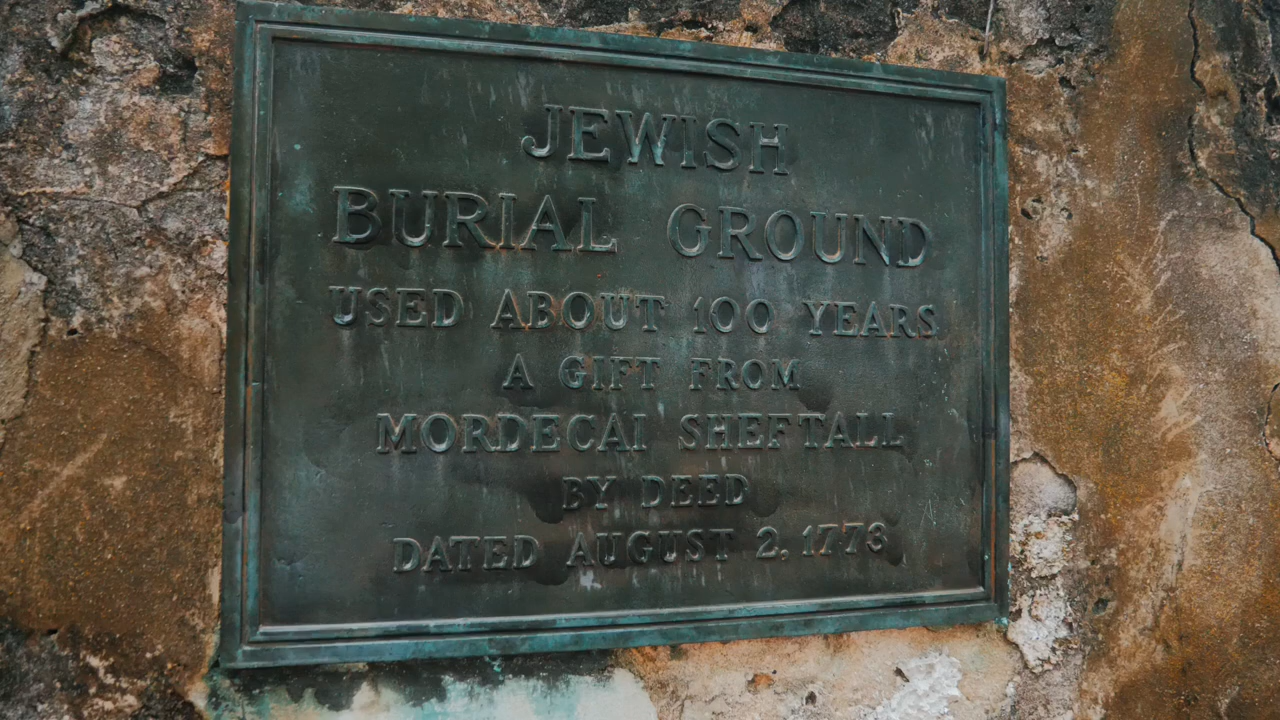 JEWISH
BURIAL GROUND
USED ABOUT 100 YEARS
A GIFT FROM
MORDECAI SHEFTALL
BY DEED
DATED AUGUST 2, 1773